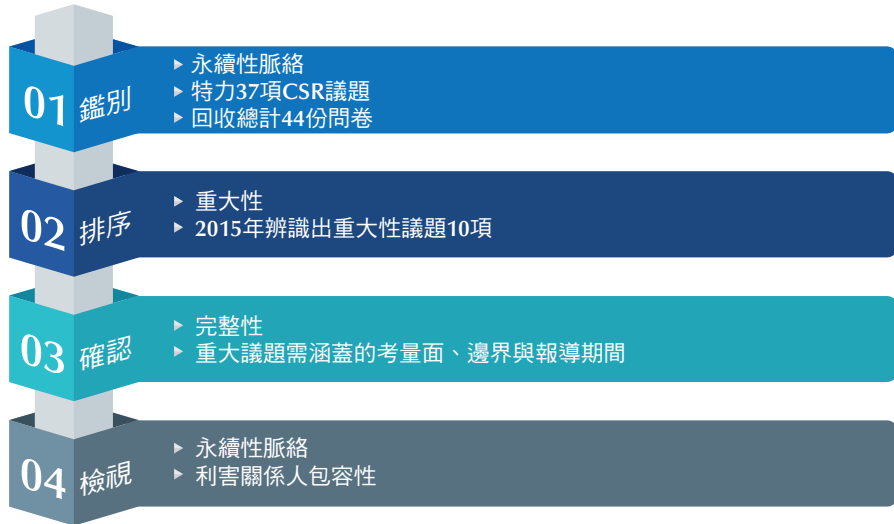 01 鑑別
▶ 永續性脈絡
▶ 特力37項CSR議題
▶ 回收總計44份問卷
02 排序
▶ 重大性
▶ 2015年辨識出重大性議題10項
03 確認
▶ 完整性
▶ 重大議題需涵蓋的考量面、邊界與報導期間
04 檢視
▶ 永續性脈絡
▶ 利害關係人包容性